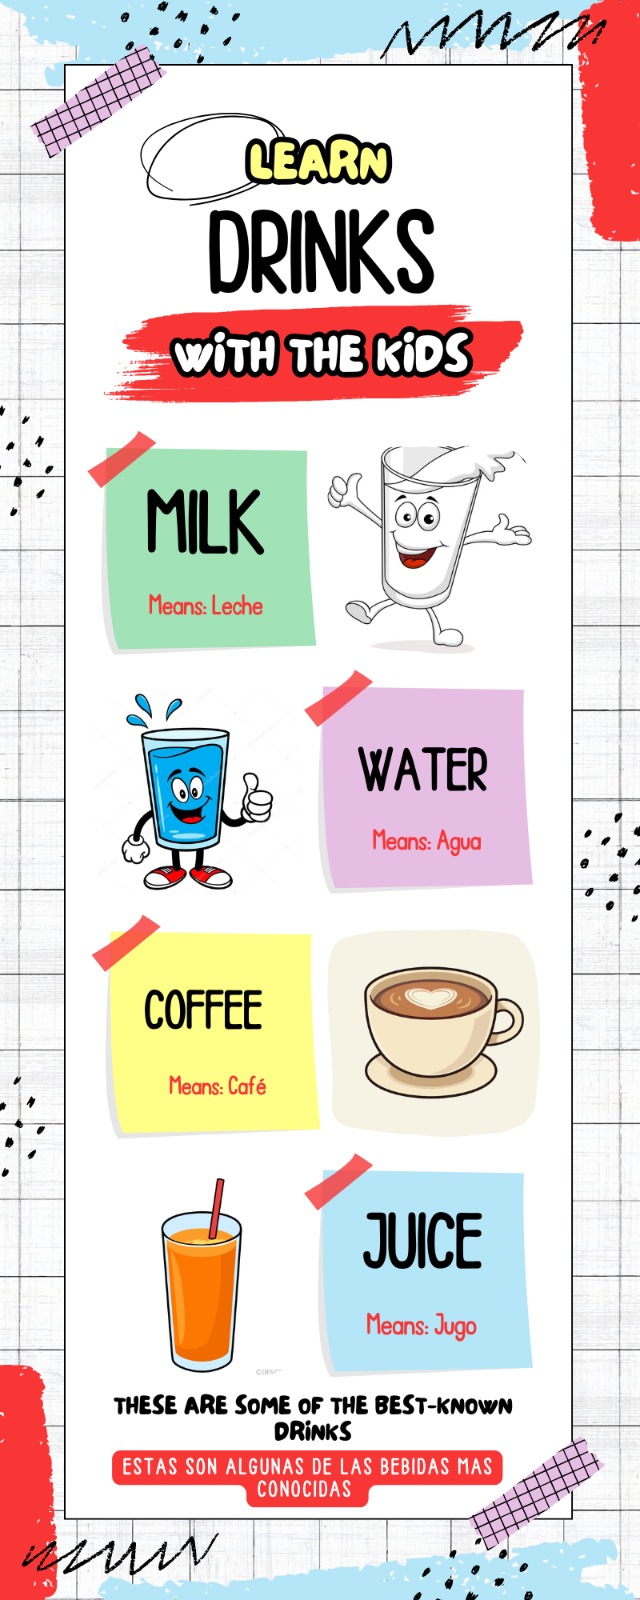 LEARN
DRINKS
WITH THE KIDS
MILK
Means: Leche
WATER
Means: Agua
COFFEE
Means: Café
JUICE
Means: Jugo
THESE ARE SOME OF THE BEST-KNOWN
DRINKS
ESTAS SON ALGUNAS DE LAS BEBIDAS MAS
CONOCIDAS